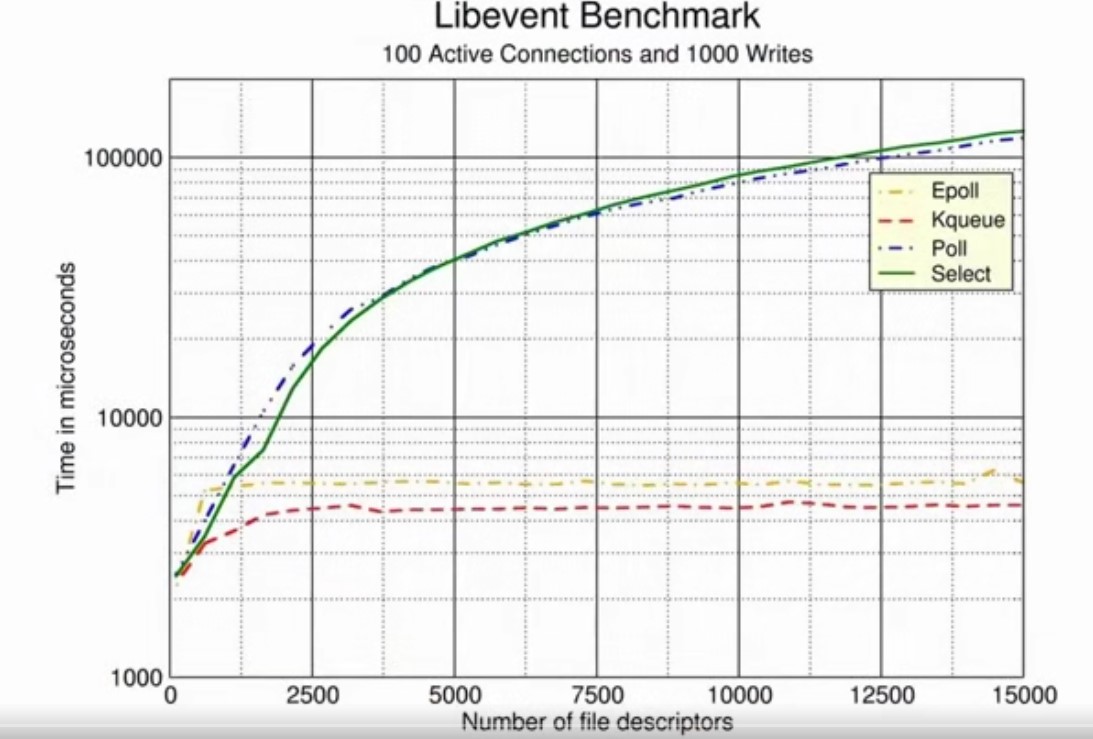 Libevent Benchmark
100 Active Connections and 1000 Writes
100000
10000
1000
Time in microseconds
Epoll
Kqueue
Poll
Select
0 2500 5000 7500 10000 12500 15000
Number of file descriptors